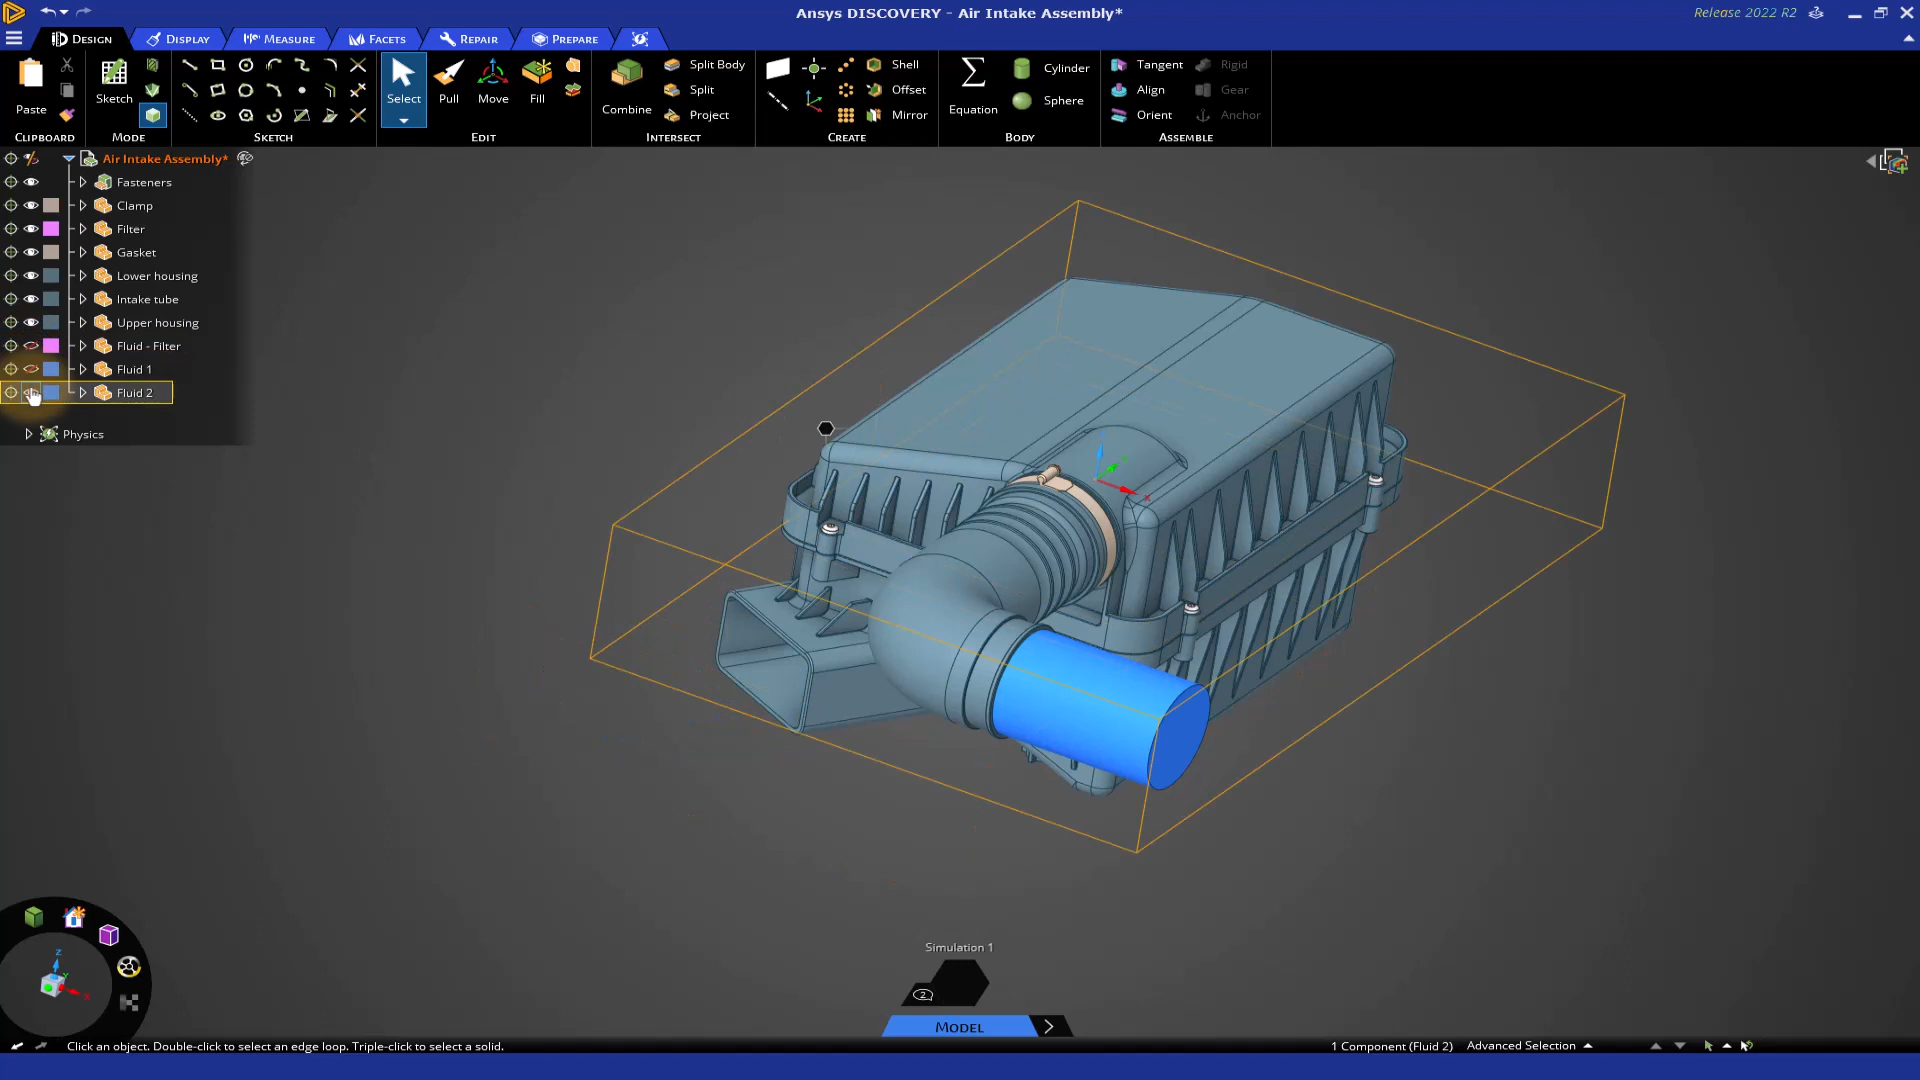 Ansys DISCOVERY - Air Intake Assembly*
Release 2022 R2
DESIGN
DISPLAY
MEASURE
FACETS
REPAIR
PREPARE
Paste
Sketch
Select
Pull
Move
Fill
Combine
Split Body
Split
Project
Shell
Offset
Mirror
Equation
Cylinder
Sphere
Tangent
Align
Orient
Rigid
Gear
Anchor
CLIPBOARD
MODE
SKETCH
EDIT
INTERSECT
CREATE
BODY
ASSEMBLE
Air Intake Assembly*
Fasteners
Clamp
Filter
Gasket
Lower housing
Intake tube
Upper housing
Fluid - Filter
Fluid 1
Fluid 2
Physics
X
Z
Y
X
Simulation 1
2
MODEL
Click an object. Double-click to select an edge loop. Triple-click to select a solid.
1 Component (Fluid 2)
Advanced Selection